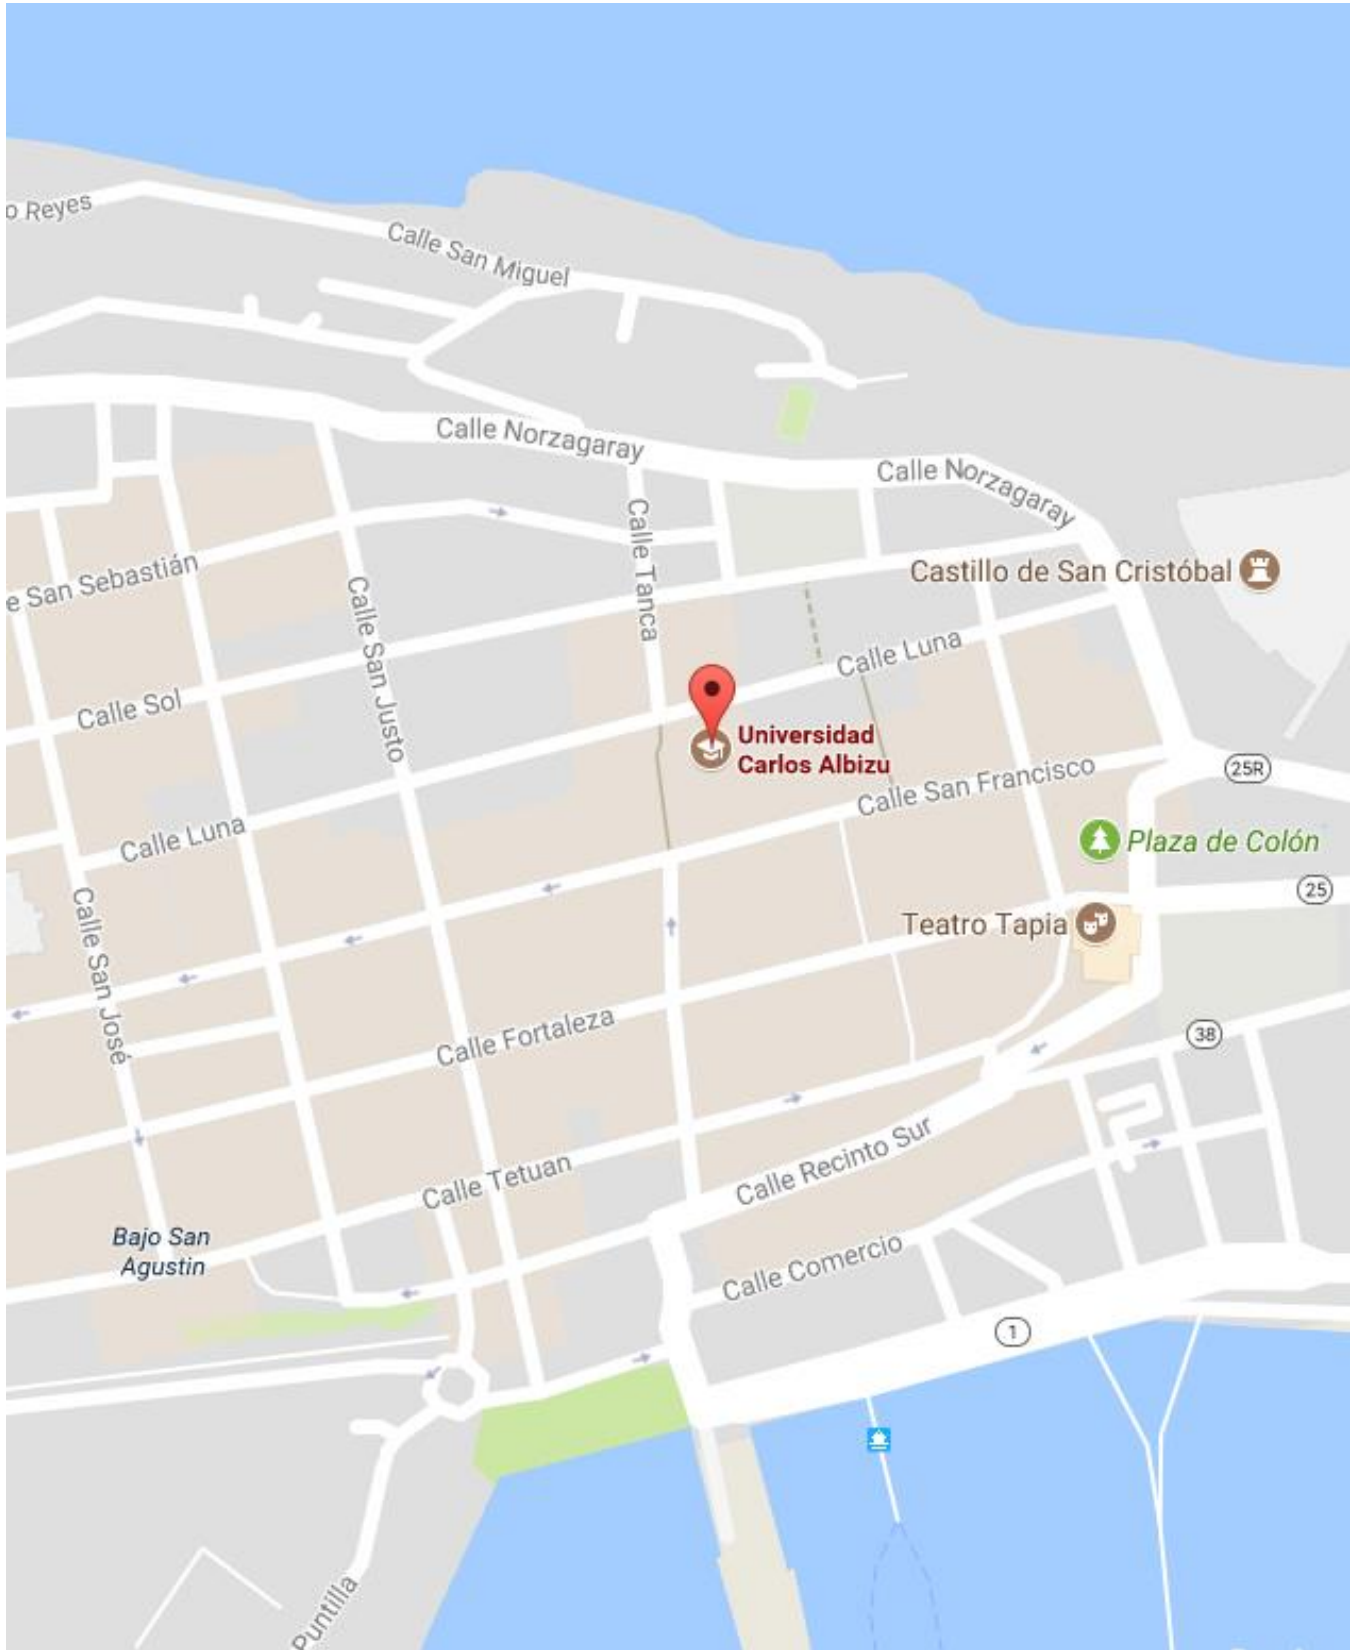 o Reyes
Calle San Miguel
Calle Norzagaray
Calle Norzagaray
Calle Tanca
e San Sebastián
Castillo de San Cristóbal
Calle San Justo
Calle Luna
Calle Sol
Universidad
Carlos Albizu
25R
Calle San Francisco
Calle Luna
Plaza de Colón
25
Teatro Tapia
Calle San José
Calle Fortaleza
38
Calle Recinto Sur
Calle Tetuan
Bajo San
Agustin
Calle Comercio
1
Puntilla